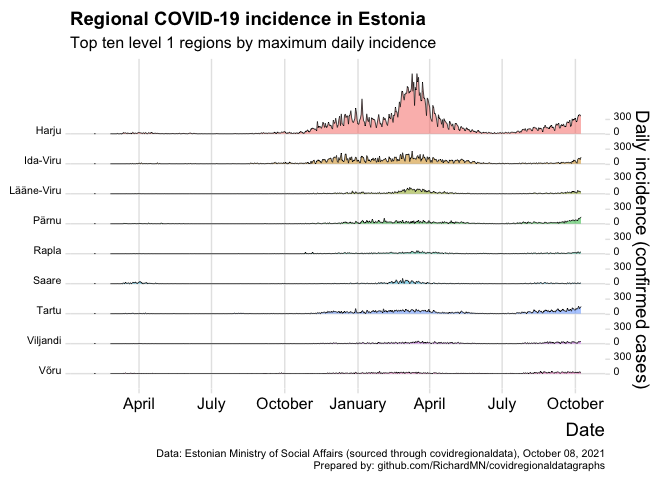 Regional COVID-19 incidence in Estonia
Top ten level 1 regions by maximum daily incidence
Harju
Ida-Viru
Lääne-Viru
Pärnu
Rapla
Saare
Tartu
Viljandi
Võru
300
0
300
0
300
0
300
0
300
0
300
0
300
0
300
0
300
0
Daily incidence (confirmed cases)
April July October January April July October
Date
Data: Estonian Ministry of Social Affairs (sourced through covidregionaldata), October 08, 2021
Prepared by: github.com/RichardMN/covidregionaldatagraphs